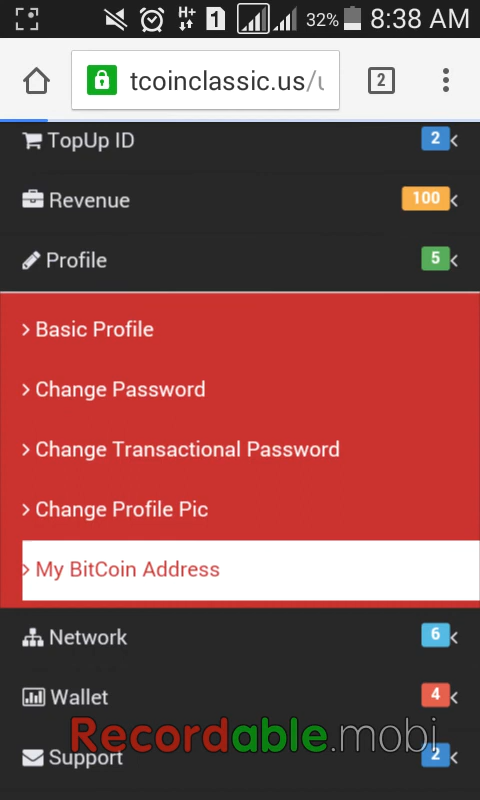 H+ 1 32% 8:38 AM
tcoinclassic.us/u 2
TopUp ID 2
Revenue 100
Profile 5
Basic Profile
Change Password
Change Transactional Password
Change Profile Pic
My BitCoin Address
Network 6
Wallet 4
Recordable.mobi
Support 2